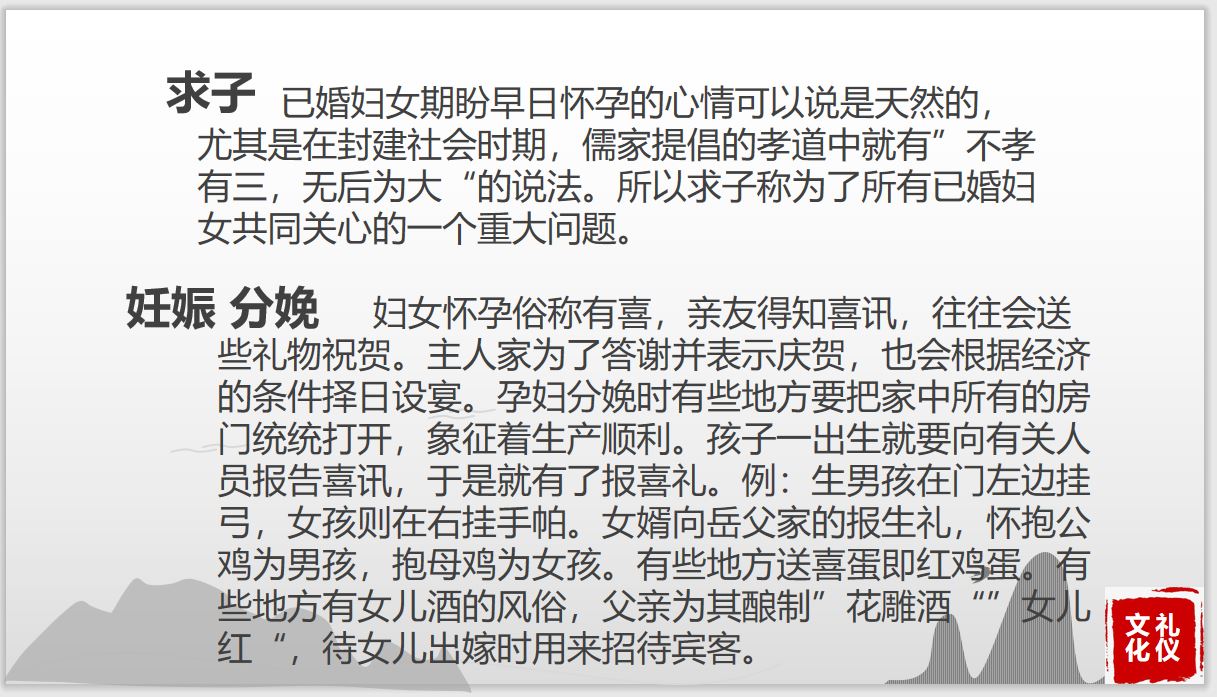 求子 已婚妇女期盼早日怀孕的心情可以说是天然的，
尤其是在封建社会时期，儒家提倡的孝道中就有”不孝
有三，无后为大“的说法。所以求子称为了所有已婚妇
女共同关心的一个重大问题。
妊娠 分娩 妇女怀孕俗称有喜，亲友得知喜讯，往往会送
些礼物祝贺。主人家为了答谢并表示庆贺，也会根据经济
的条件择日设宴。孕妇分娩时有些地方要把家中所有的房
门统统打开，象征着生产顺利。孩子一出生就要向有关人
员报告喜讯，于是就有了报喜礼。例：生男孩在门左边挂
弓，女孩则在右挂手帕。女婿向岳父家的报生礼，怀抱公
鸡为男孩，抱母鸡为女孩。有些地方送喜蛋即红鸡蛋。有
些地方有女儿酒的风俗，父亲为其酿制”花雕酒“”女儿
红“，待女儿出嫁时用来招待宾客。
文礼
化仪